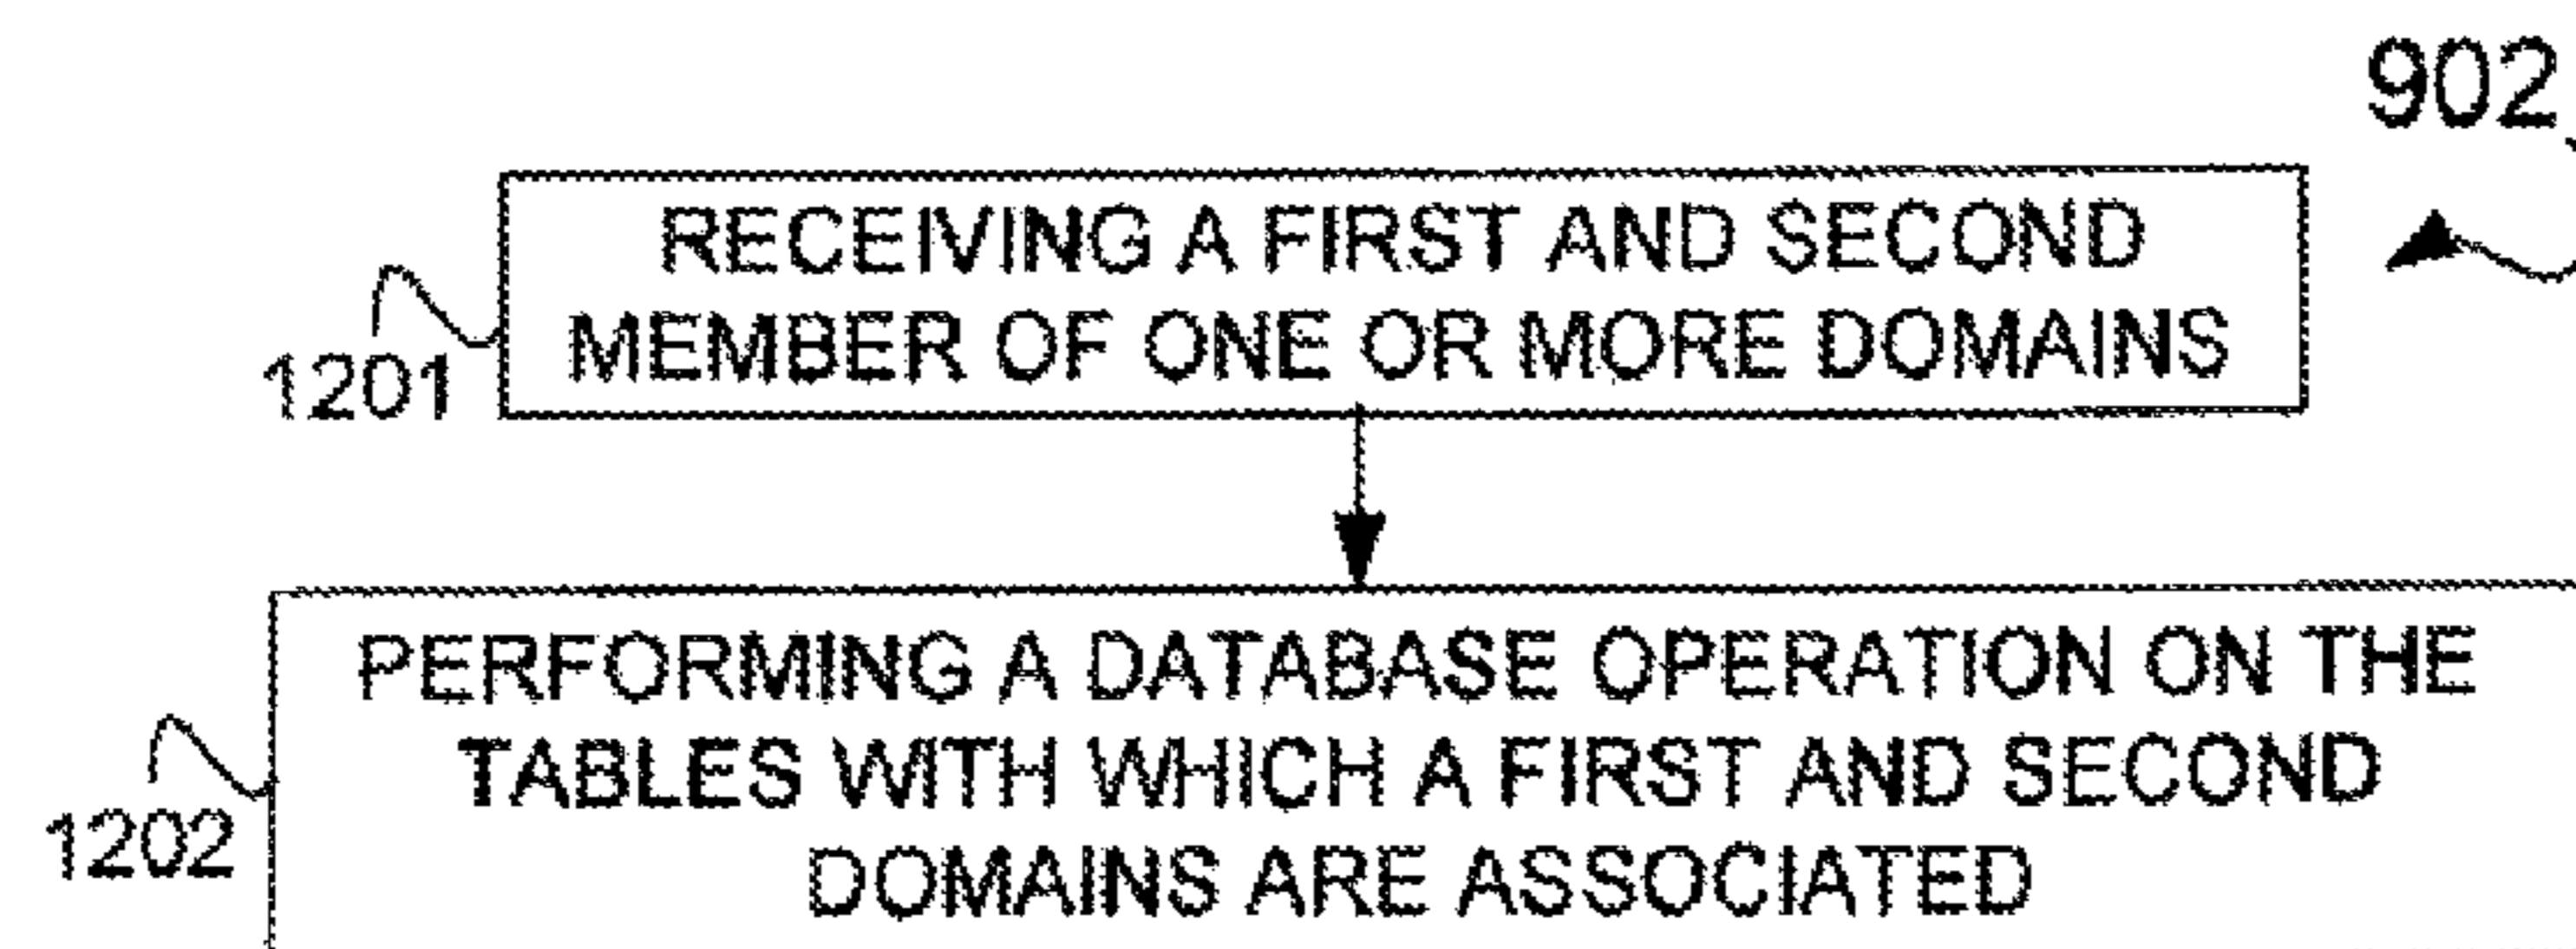 902
RECEIVING A FIRST AND SECOND
MEMBER OF ONE OR MORE DOMAINS
1201
PERFORMING A DATABASE OPERATION ON THE
TABLES WITH WHICH A FIRST AND SECOND
DOMAINS ARE ASSOCIATED
1202